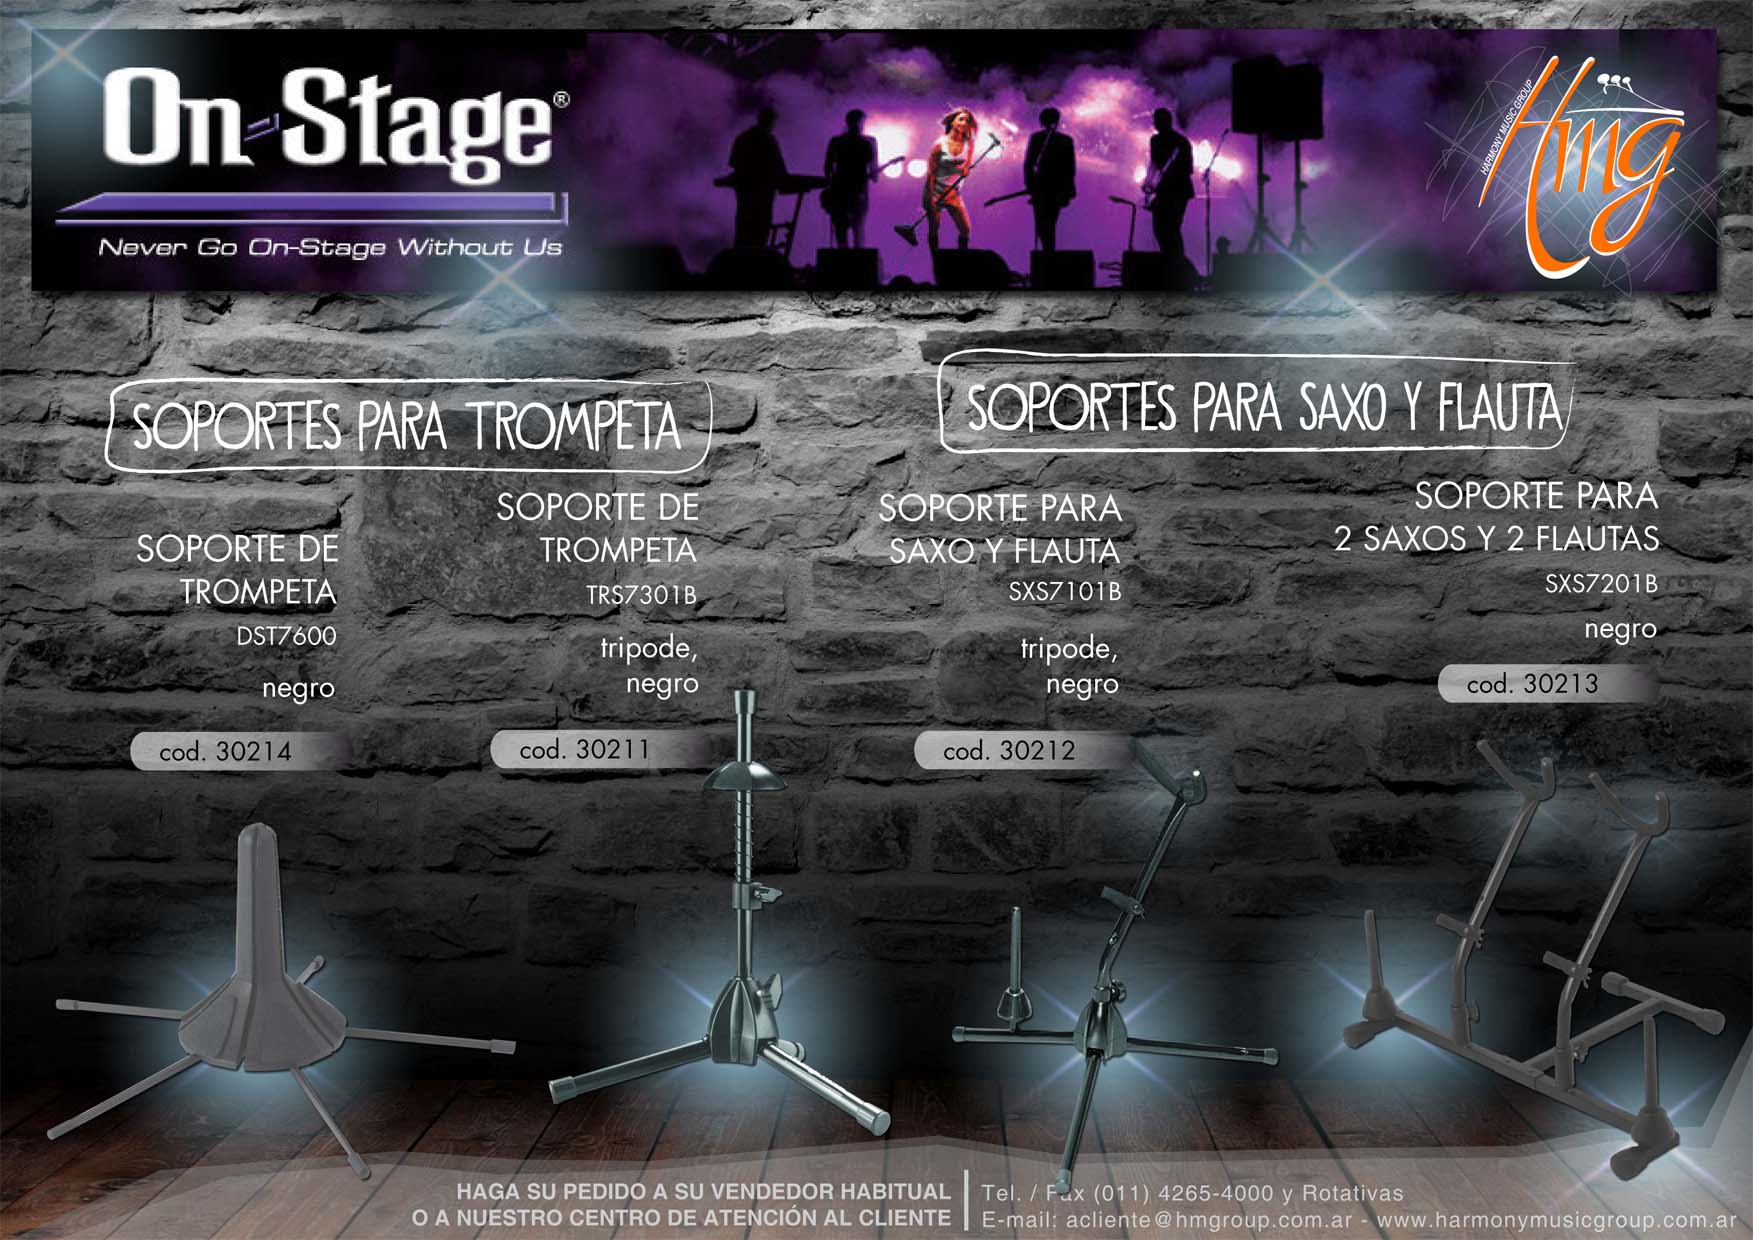 On-Stage®
Never Go On-Stage Without Us
HARMONY MUSIC GROUP
Hmg
SOPORTES PARA TROMPETA
SOPORTE DE
TROMPETA
DST7600
negro
cod. 30214
SOPORTE DE
TROMPETA
TRS7301B
tripode,
negro
cod. 30211
SOPORTES PARA SAXO Y FLAUTA
SOPORTE PARA
SAXO Y FLAUTA
SXS7101B
tripode,
negro
cod. 30212
SOPORTE PARA
2 SAXOS Y 2 FLAUTAS
SXS7201B
negro
cod. 30213
HAGA SU PEDIDO A SU VENDEDOR HABITUAL
O A NUESTRO CENTRO DE ATENCIÓN AL CLIENTE
Tel. / Fax (011) 4265-4000 y Rotativas
E-mail: acliente@hmgroup.com.ar - www.harmonymusicgroup.com.ar